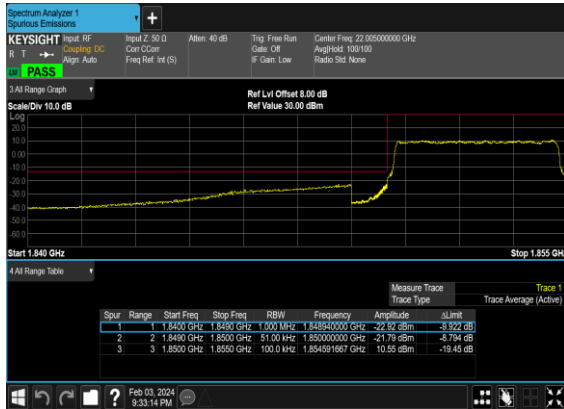 Spectrum Analyzer 1
Spurious Emissions
+
KEYSIGHT Input: RF Input Z: 50 Ω Atten: 40 dB Trig: Free Run Center Freq: 22.005000000 GHz
R T Coupling: DC Corr CCorr Gate: Off Avg|Hold: 100/100
Align: Auto Freq Ref: Int (S) IF Gain: Low Radio Std: None
LV PASS
3 All Range Graph
Ref Lvl Offset 8.00 dB
Scale/Div 10.0 dB Ref Value 30.00 dBm
Log
20.0
10.0
0.00
-10.0
-20.0
-30.0
-40.0
-50.0
-60.0
Start 1.840 GHz Stop 1.855 GH
4 All Range Table
Measure Trace Trace 1
Trace Type Trace Average (Active)
Spur Range Start Freq Stop Freq RBW Frequency Amplitude ΔLimit
1 1 1.8400 GHz 1.8490 GHz 1.000 MHz 1.848940000 GHz -22.92 dBm -9.922 dB
2 2 1.8490 GHz 1.8500 GHz 51.00 kHz 1.850000000 GHz -21.79 dBm -8.794 dB
3 3 1.8500 GHz 1.8550 GHz 100.0 kHz 1.854591667 GHz 10.55 dBm -19.45 dB
? Feb 03, 2024
9:33:14 PM